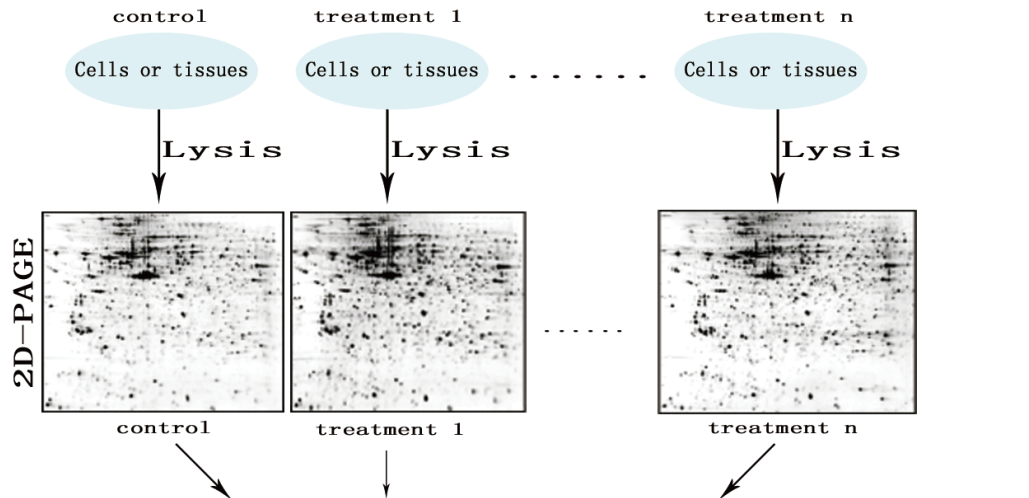 control
treatment 1
treatment n
Cells or tissues
Cells or tissues
Cells or tissues
Lysis
Lysis
Lysis
2D-PAGE
control
treatment 1
treatment n